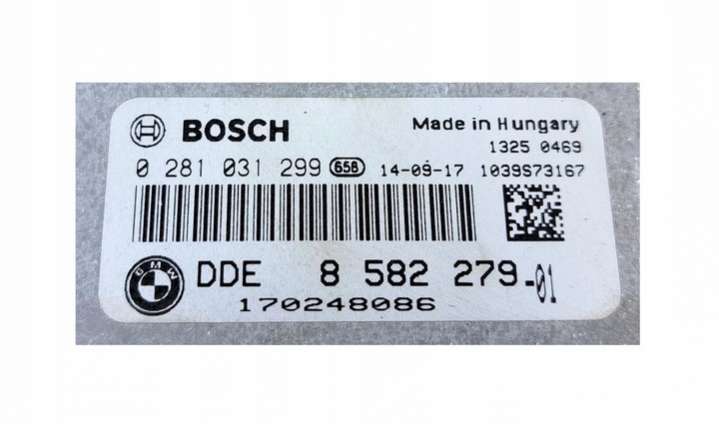 BOSCH
Made in Hungary
1325 0469
0 281 031 299 658 14-09-17 1039S73167
BMW
DDE 8 582 279-01
170248086